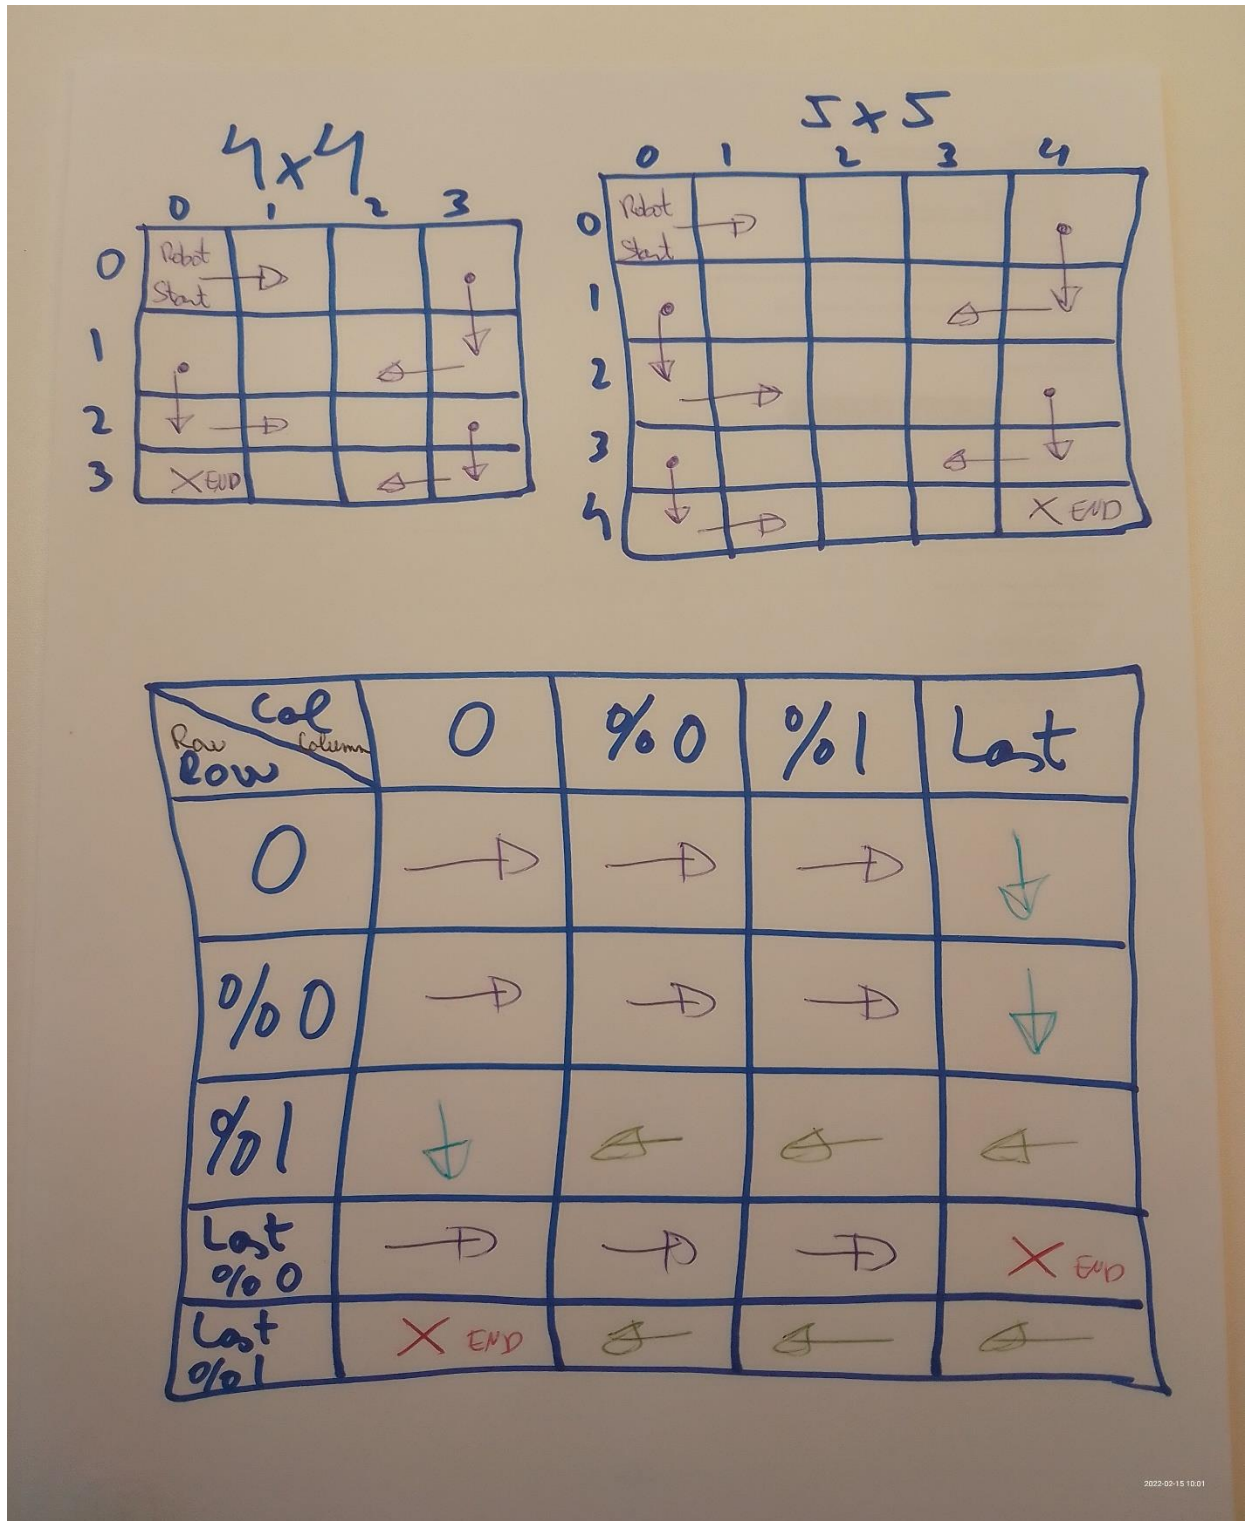 4x4
0 1 2 3
0 Robot
Start
1
2
3 X END
5x5
0 1 2 3 4
0 Robot
Start
1
2
3
4 X END
Col
Row Column
Row
0 %0 %1 Last
0
%0
%1
Last
%0 X END
Last
%1 X END
2022-02-15 10:01